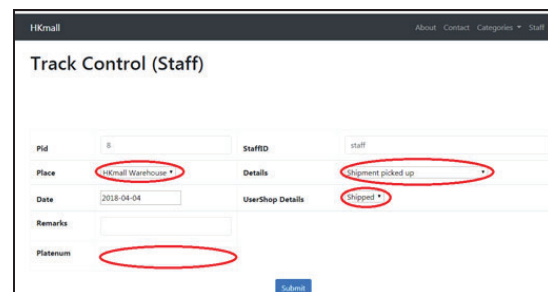 HKmall About Contact Categories Staff
Track Control (Staff)
Pid 8 StaffID staff
Place HKmall Warehouse Details Shipment picked up
Date 2018-04-04 UserShop Details Shipped
Remarks
Platenum
Submit